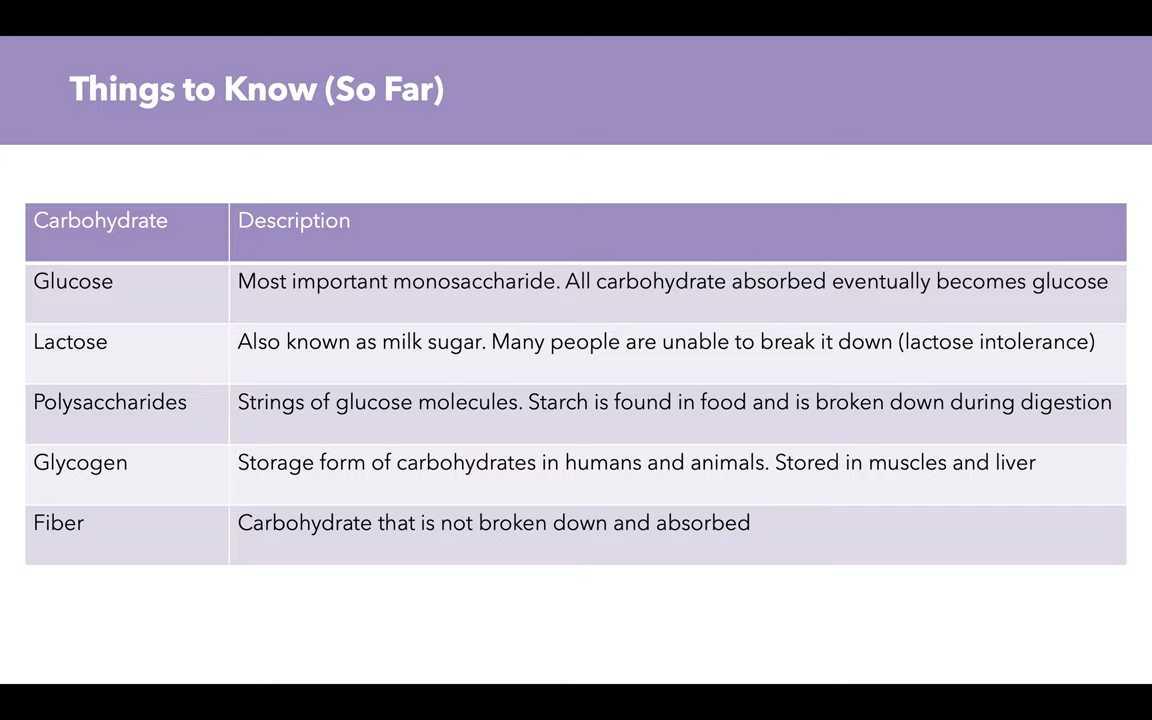 Things to Know (So Far)
Carbohydrate Description
Glucose Most important monosaccharide. All carbohydrate absorbed eventually becomes glucose
Lactose Also known as milk sugar. Many people are unable to break it down (lactose intolerance)
Polysaccharides Strings of glucose molecules. Starch is found in food and is broken down during digestion
Glycogen Storage form of carbohydrates in humans and animals. Stored in muscles and liver
Fiber Carbohydrate that is not broken down and absorbed